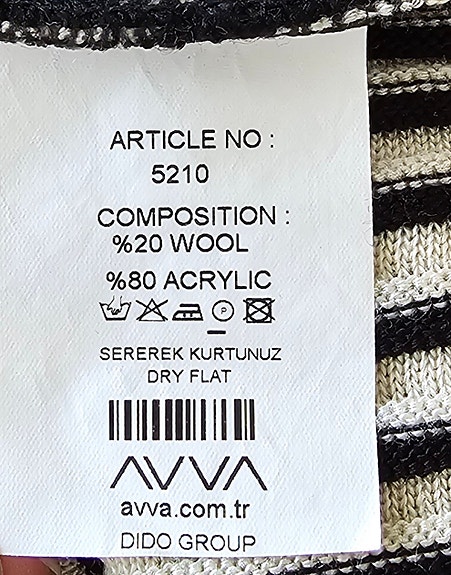 ARTICLE NO :
5210
COMPOSITION :
%20 WOOL
%80 ACRYLIC
P
SEREREK KURTUNUZ
DRY FLAT
AVVA
avva.com.tr
DIDO GROUP